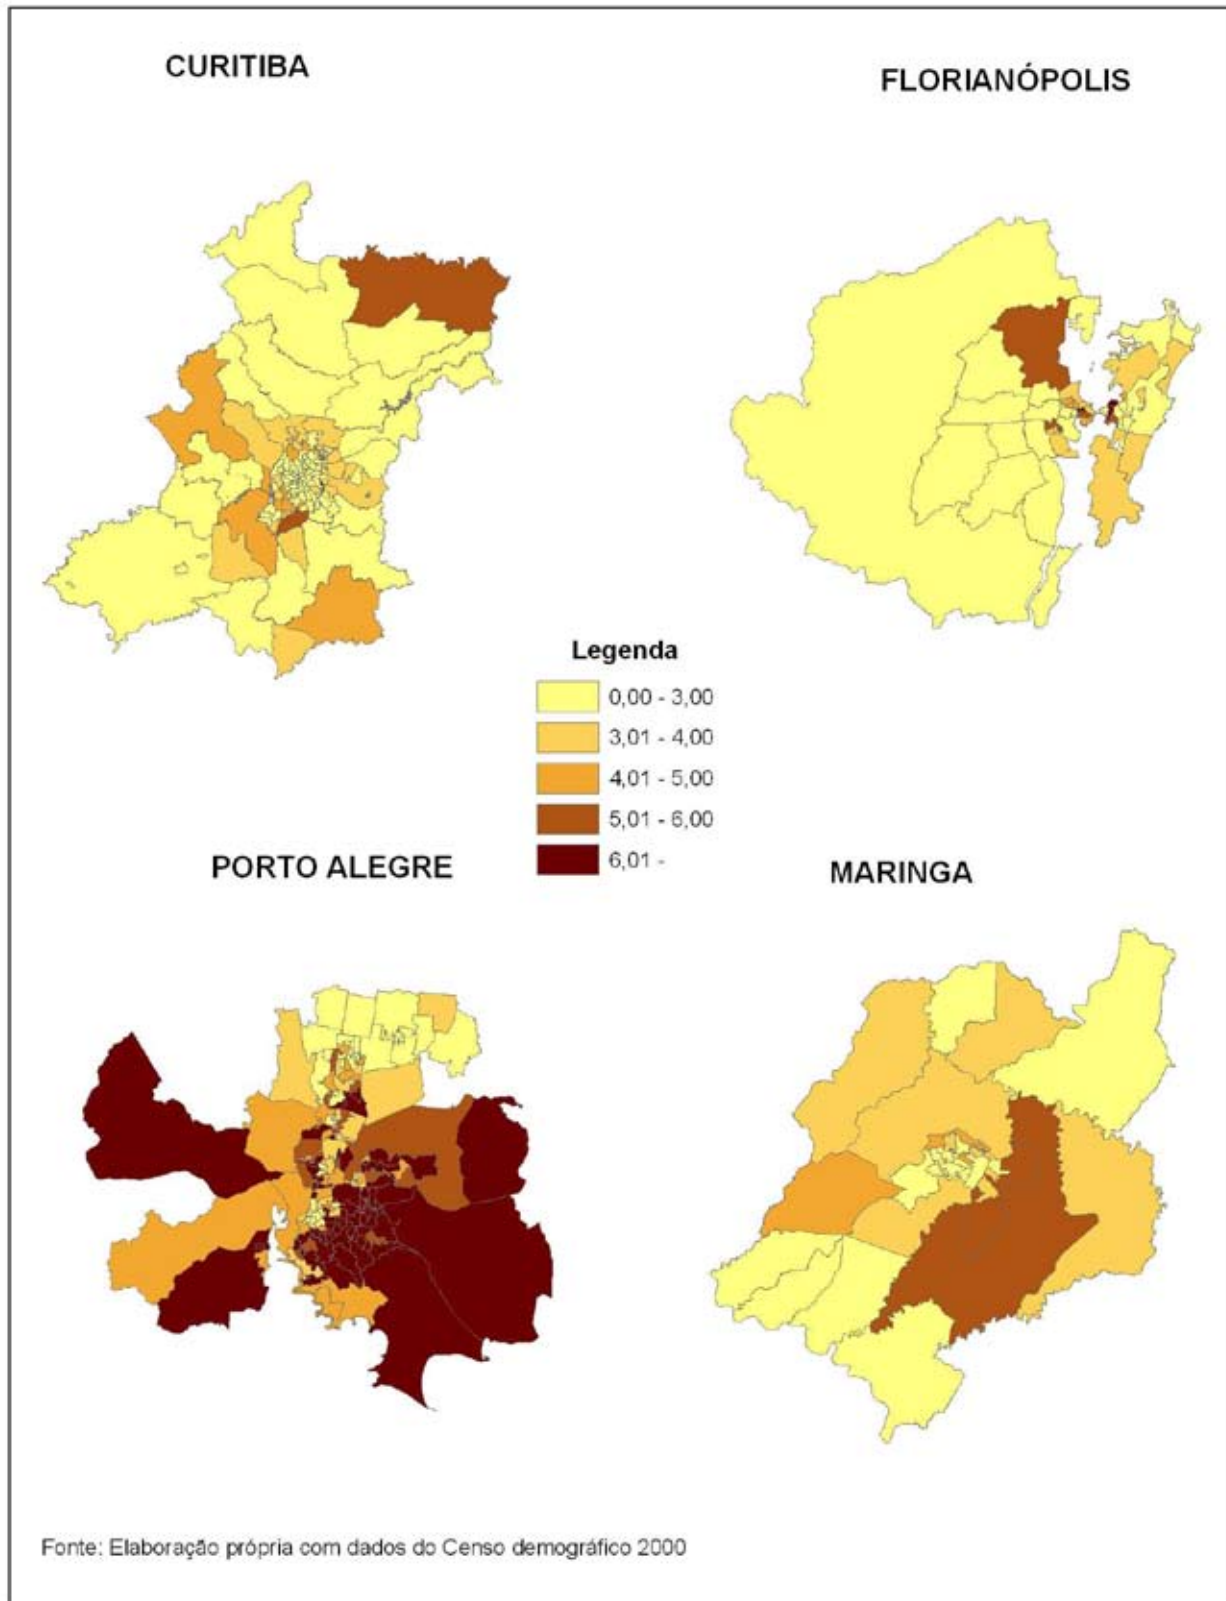 CURITIBA
FLORIANÓPOLIS
Legenda
0,00 - 3,00
3,01 - 4,00
4,01 - 5,00
5,01 - 6,00
6,01 -
PORTO ALEGRE
MARINGA
Fonte: Elaboração própria com dados do Censo demográfico 2000